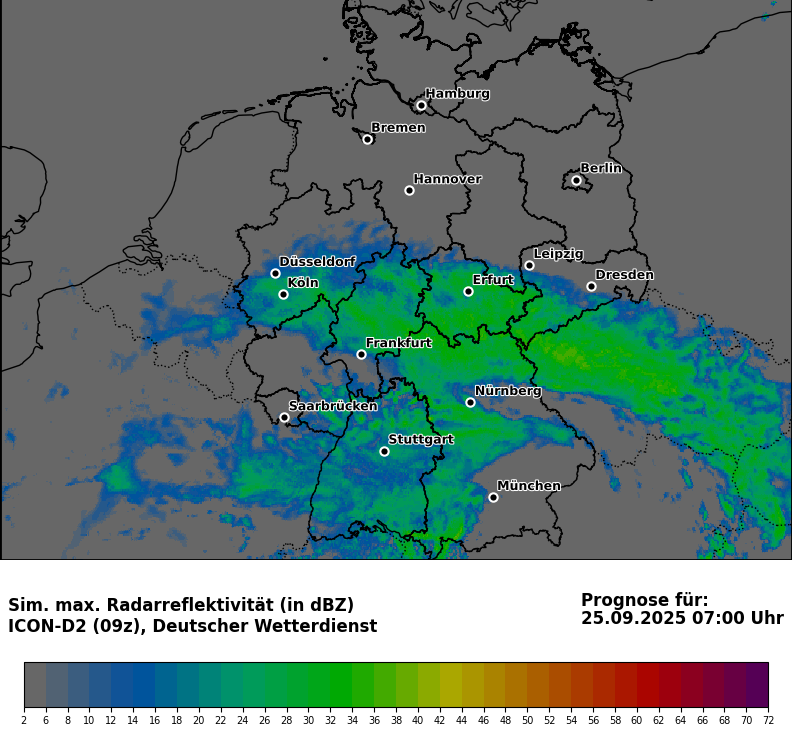 Hamburg
Bremen
Berlin
Hannover
Leipzig
Düsseldorf
Dresden
Erfurt
Köln
Frankfurt
Nürnberg
Saarbrücken
Stuttgart
München
Sim. max. Radarreflektivität (in dBZ)
ICON-D2 (09z), Deutscher Wetterdienst
Prognose für:
25.09.2025 07:00 Uhr
2 6 8 10 12 14 16 18 20 22 24 26 28 30 32 34 36 38 40 42 44 46 48 50 52 54 56 58 60 62 64 66 68 70 72